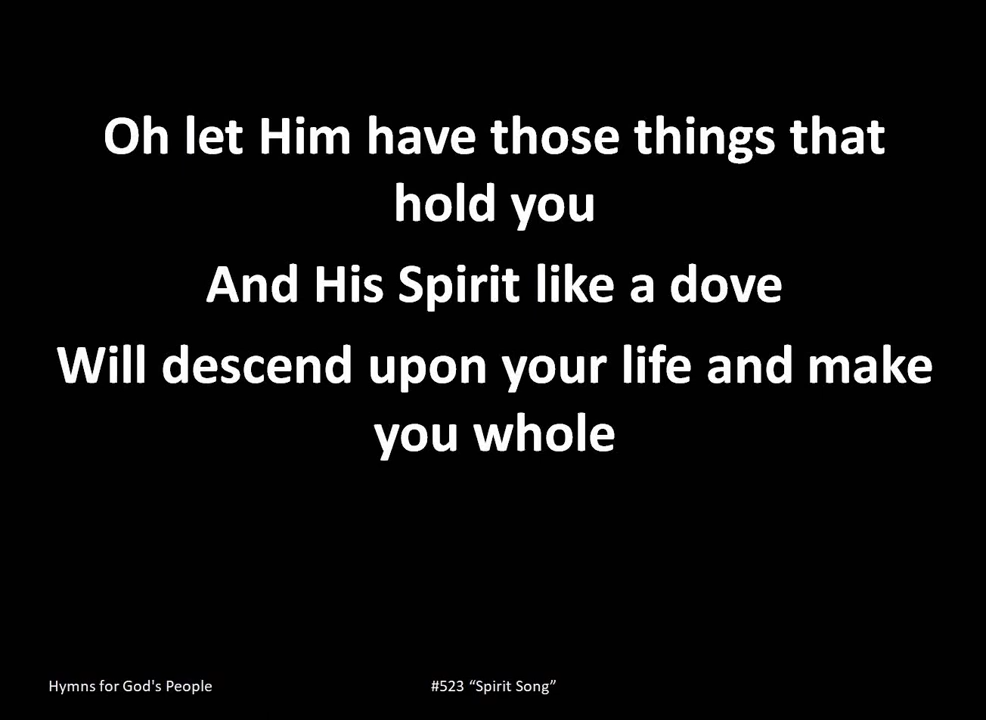 Oh let Him have those things that
hold you
And His Spirit like a dove
Will descend upon your life and make
you whole
Hymns for God's People
#523 “Spirit Song”